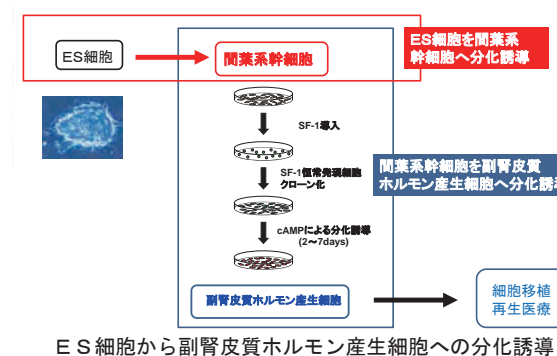 ES細胞
間葉系幹細胞
ES細胞を間葉系
幹細胞へ分化誘導
SF-1導入
SF-1恒常発現細胞
クローン化
間葉系幹細胞を副腎皮質
ホルモン産生細胞へ分化誘導
cAMPによる分化誘導
(2〜7days)
副腎皮質ホルモン産生細胞
細胞移植
再生医療
ES細胞から副腎皮質ホルモン産生細胞への分化誘導